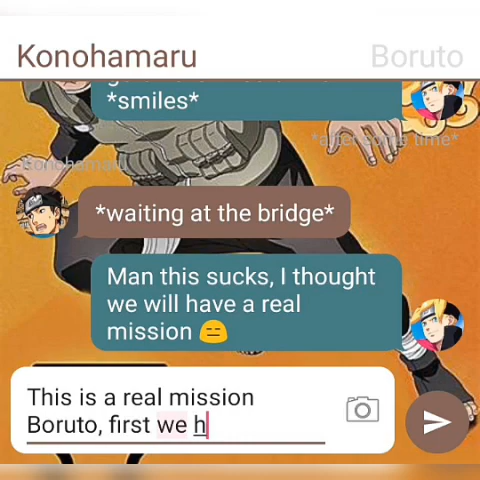 Konohamaru Boruto
*smiles*
*after some time*
Konohamaru
*waiting at the bridge*
Man this sucks, I thought
we will have a real
mission 😑
This is a real mission
Boruto, first we h